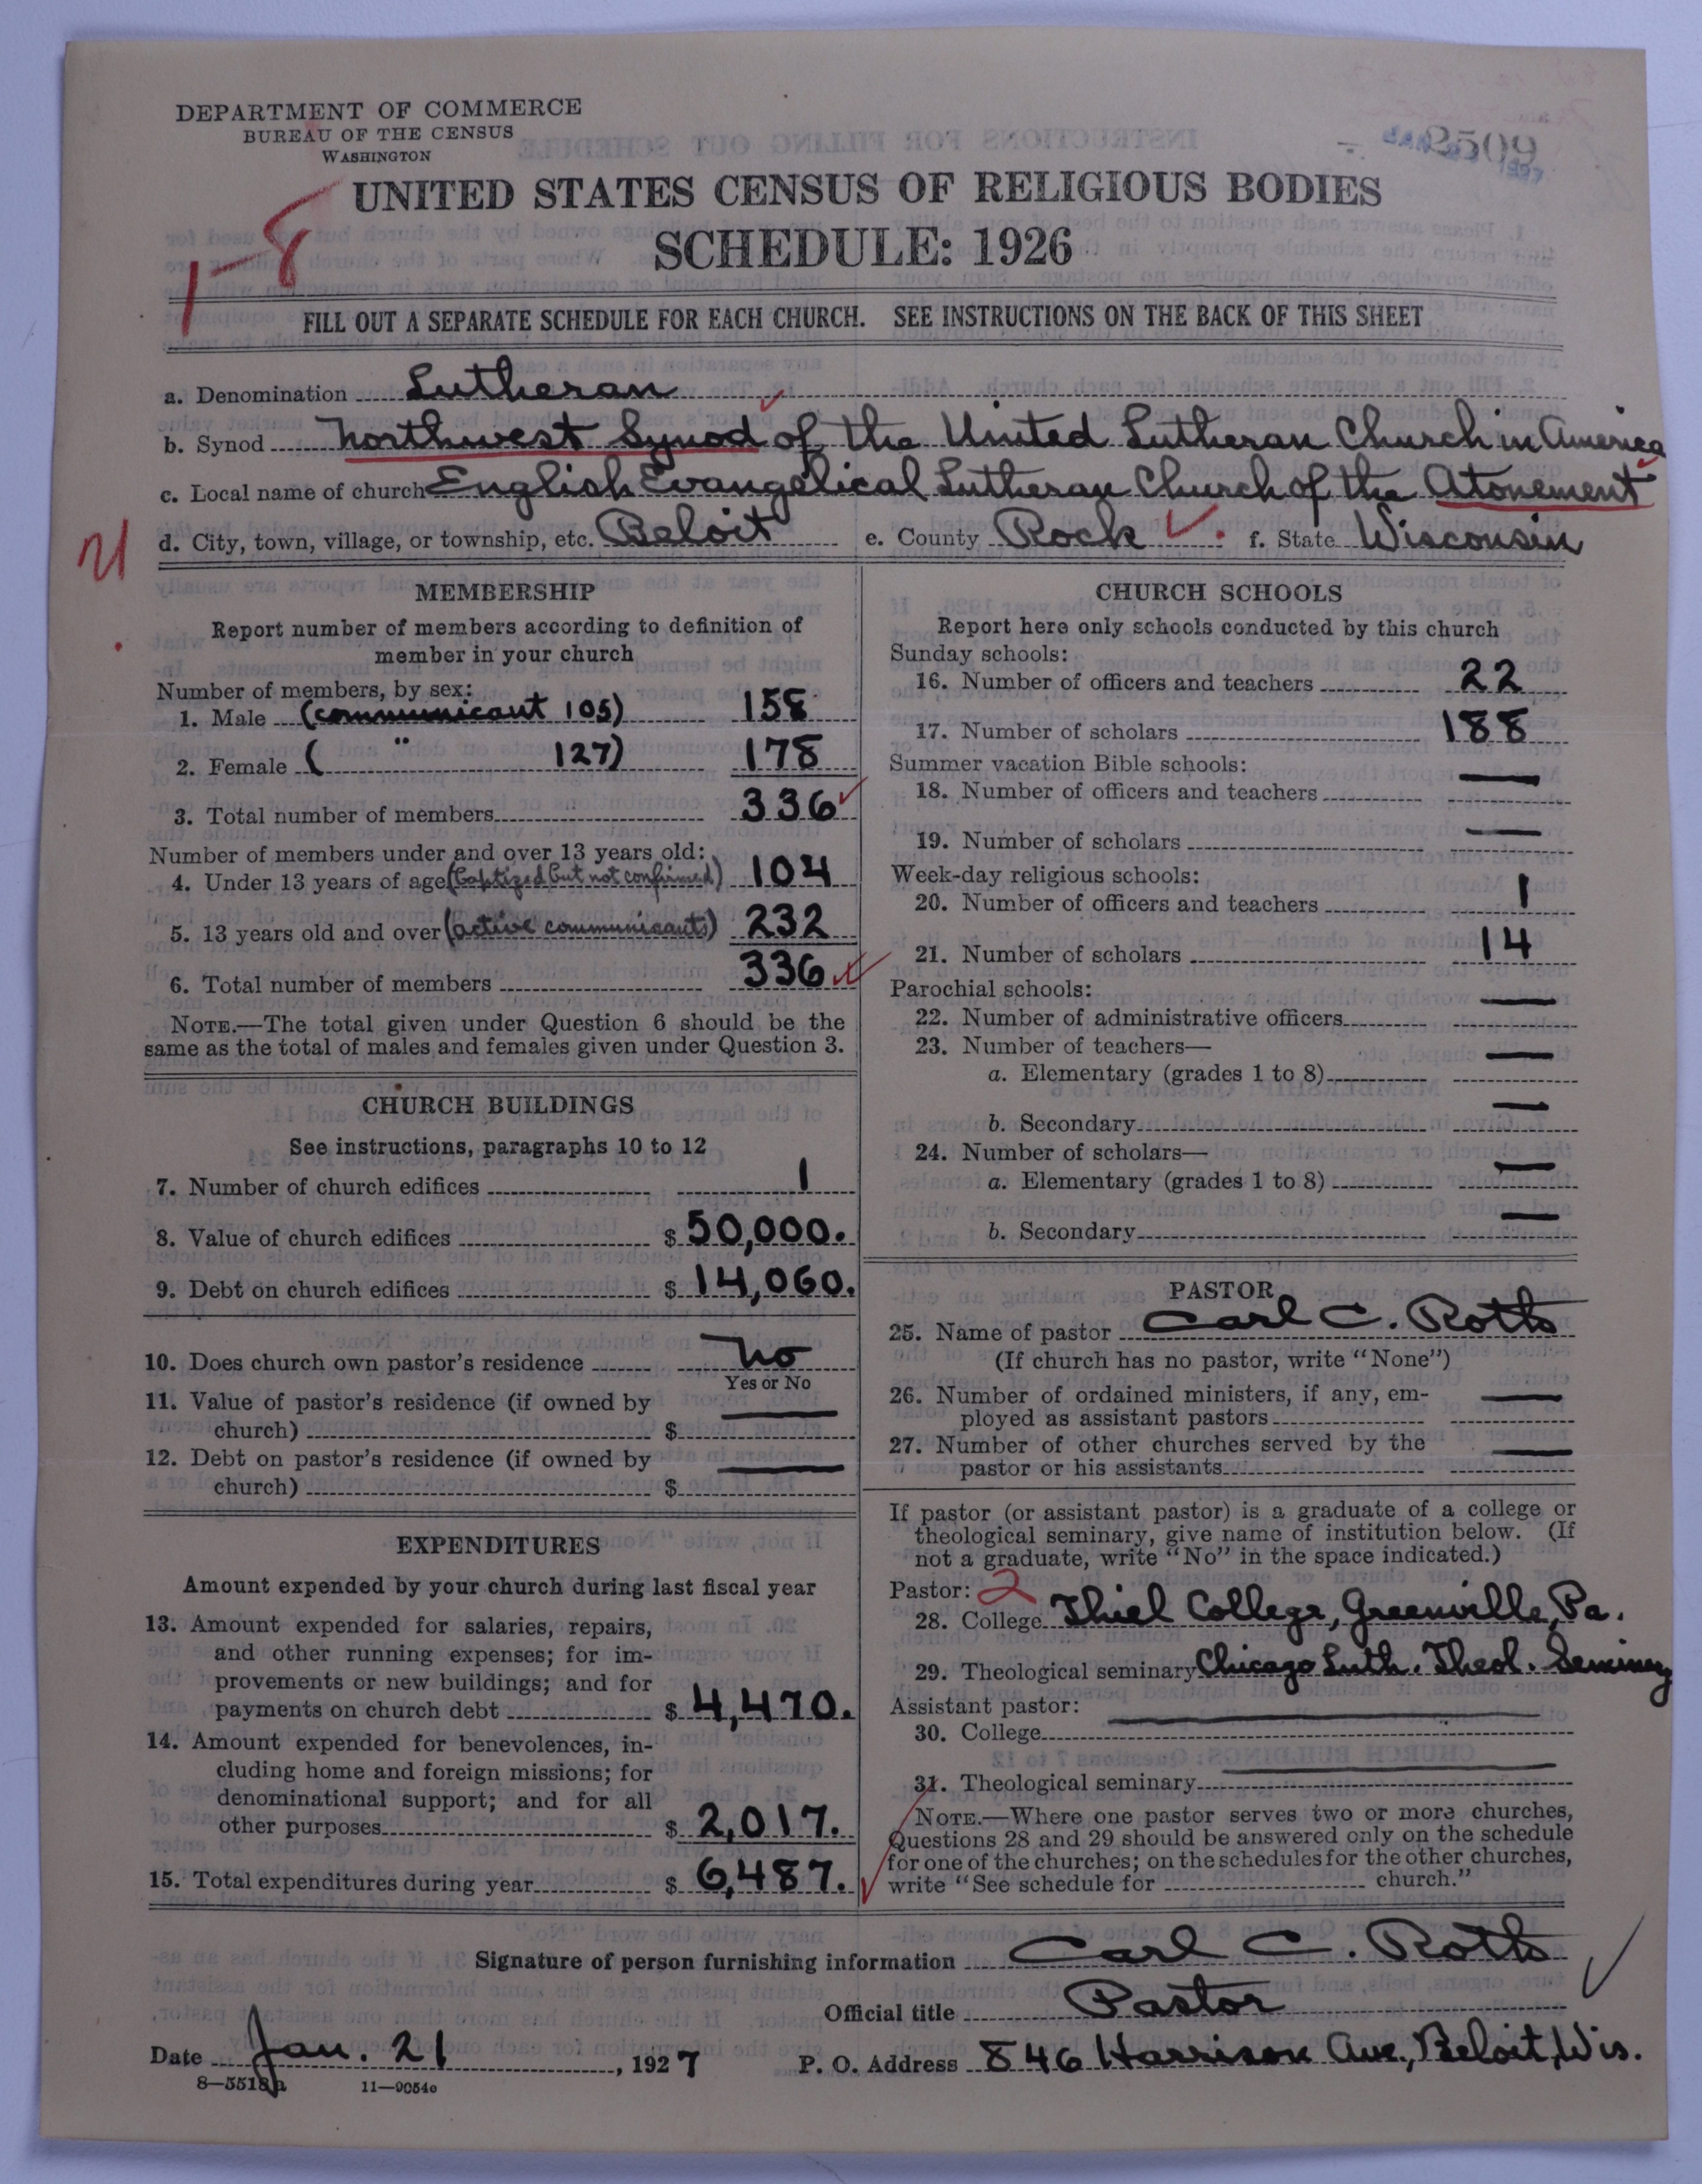 DEPARTMENT OF COMMERCE
BUREAU OF THE CENSUS
WASHINGTON
2509
UNITED STATES CENSUS OF RELIGIOUS BODIES
SCHEDULE: 1926
1-8
FILL OUT A SEPARATE SCHEDULE FOR EACH CHURCH. SEE INSTRUCTIONS ON THE BACK OF THIS SHEET
a. Denomination Lutheran
b. Synod Northwest Synod of the United Lutheran Church in America
c. Local name of church English Evangelical Lutheran Church of the Atonement
d. City, town, village, or township, etc. Beloit e. County Rock f. State Wisconsin
21
MEMBERSHIP
Report number of members according to definition of
member in your church
Number of members, by sex:
1. Male (communicant 105) 158
2. Female ( " 127) 178
3. Total number of members 336
Number of members under and over 13 years old:
4. Under 13 years of age (baptized but not confirmed) 104
5. 13 years old and over (active communicants) 232
6. Total number of members 336
NOTE.—The total given under Question 6 should be the
same as the total of males and females given under Question 3.
CHURCH BUILDINGS
See instructions, paragraphs 10 to 12
7. Number of church edifices 1
8. Value of church edifices $ 50,000.
9. Debt on church edifices $ 14,060.
10. Does church own pastor's residence No
Yes or No
11. Value of pastor's residence (if owned by
church) $ —
12. Debt on pastor's residence (if owned by
church) $ —
EXPENDITURES
Amount expended by your church during last fiscal year
13. Amount expended for salaries, repairs,
and other running expenses; for im-
provements or new buildings; and for
payments on church debt $ 4,470.
14. Amount expended for benevolences, in-
cluding home and foreign missions; for
denominational support; and for all
other purposes $ 2,017.
15. Total expenditures during year $ 6,487.
CHURCH SCHOOLS
Report here only schools conducted by this church
Sunday schools:
16. Number of officers and teachers 22
17. Number of scholars 188
Summer vacation Bible schools:
18. Number of officers and teachers —
19. Number of scholars —
Week-day religious schools:
20. Number of officers and teachers 1
21. Number of scholars 14
Parochial schools:
22. Number of administrative officers —
23. Number of teachers—
a. Elementary (grades 1 to 8) —
b. Secondary —
24. Number of scholars—
a. Elementary (grades 1 to 8) —
b. Secondary —
PASTOR
25. Name of pastor Carl C. Roth
(If church has no pastor, write "None")
26. Number of ordained ministers, if any, em-
ployed as assistant pastors —
27. Number of other churches served by the
pastor or his assistants —
If pastor (or assistant pastor) is a graduate of a college or
theological seminary, give name of institution below. (If
not a graduate, write "No" in the space indicated.)
Pastor: 2
28. College Thiel College, Greenville, Pa.
29. Theological seminary Chicago Luth. Theol. Seminary
Assistant pastor:
30. College —
31. Theological seminary —
NOTE.—Where one pastor serves two or more churches,
Questions 28 and 29 should be answered only on the schedule
for one of the churches; on the schedules for the other churches,
write "See schedule for church."
Signature of person furnishing information Carl C. Roth
Official title Pastor
Date Jan. 21, 1927 P. O. Address 846 Harrison Ave, Beloit, Wis.
8—5518a 11—9054o